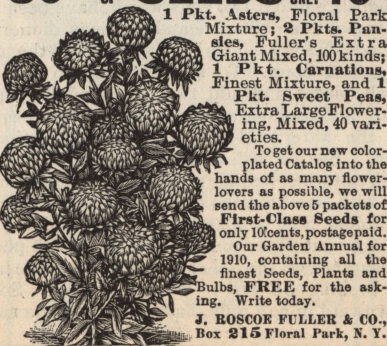 1 Pkt. Asters, Floral Park
Mixture; 2 Pkts. Pan-
sies, Fuller's Extra
Giant Mixed, 100 kinds;
1 Pkt. Carnations,
Finest Mixture, and 1
Pkt. Sweet Peas,
Extra Large Flower-
ing, Mixed, 40 vari-
eties.
To get our new color-
plated Catalog into the
hands of as many flower-
lovers as possible, we will
send the above 5 packets of
First-Class Seeds for
only 10 cents, postage paid.
Our Garden Annual for
1910, containing all the
finest Seeds, Plants and
Bulbs, FREE for the ask-
ing. Write today.
J. ROSCOE FULLER & CO.,
Box 215 Floral Park, N. Y.